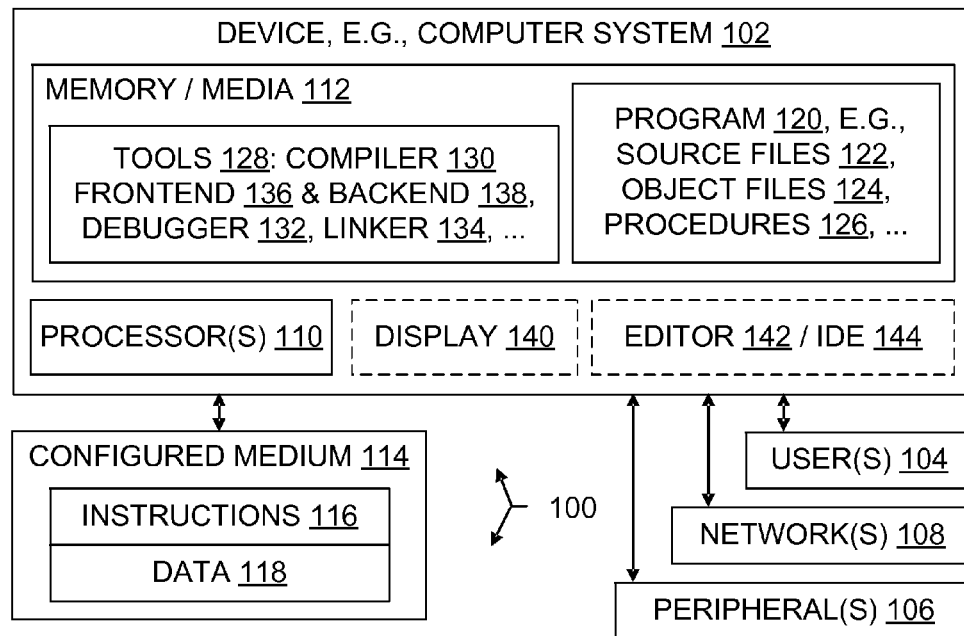 DEVICE, E.G., COMPUTER SYSTEM 102
MEMORY / MEDIA 112
TOOLS 128: COMPILER 130
FRONTEND 136 & BACKEND 138,
DEBUGGER 132, LINKER 134, ...
PROGRAM 120, E.G.,
SOURCE FILES 122,
OBJECT FILES 124,
PROCEDURES 126, ...
PROCESSOR(S) 110
DISPLAY 140
EDITOR 142 / IDE 144
CONFIGURED MEDIUM 114
INSTRUCTIONS 116
DATA 118
100
USER(S) 104
NETWORK(S) 108
PERIPHERAL(S) 106